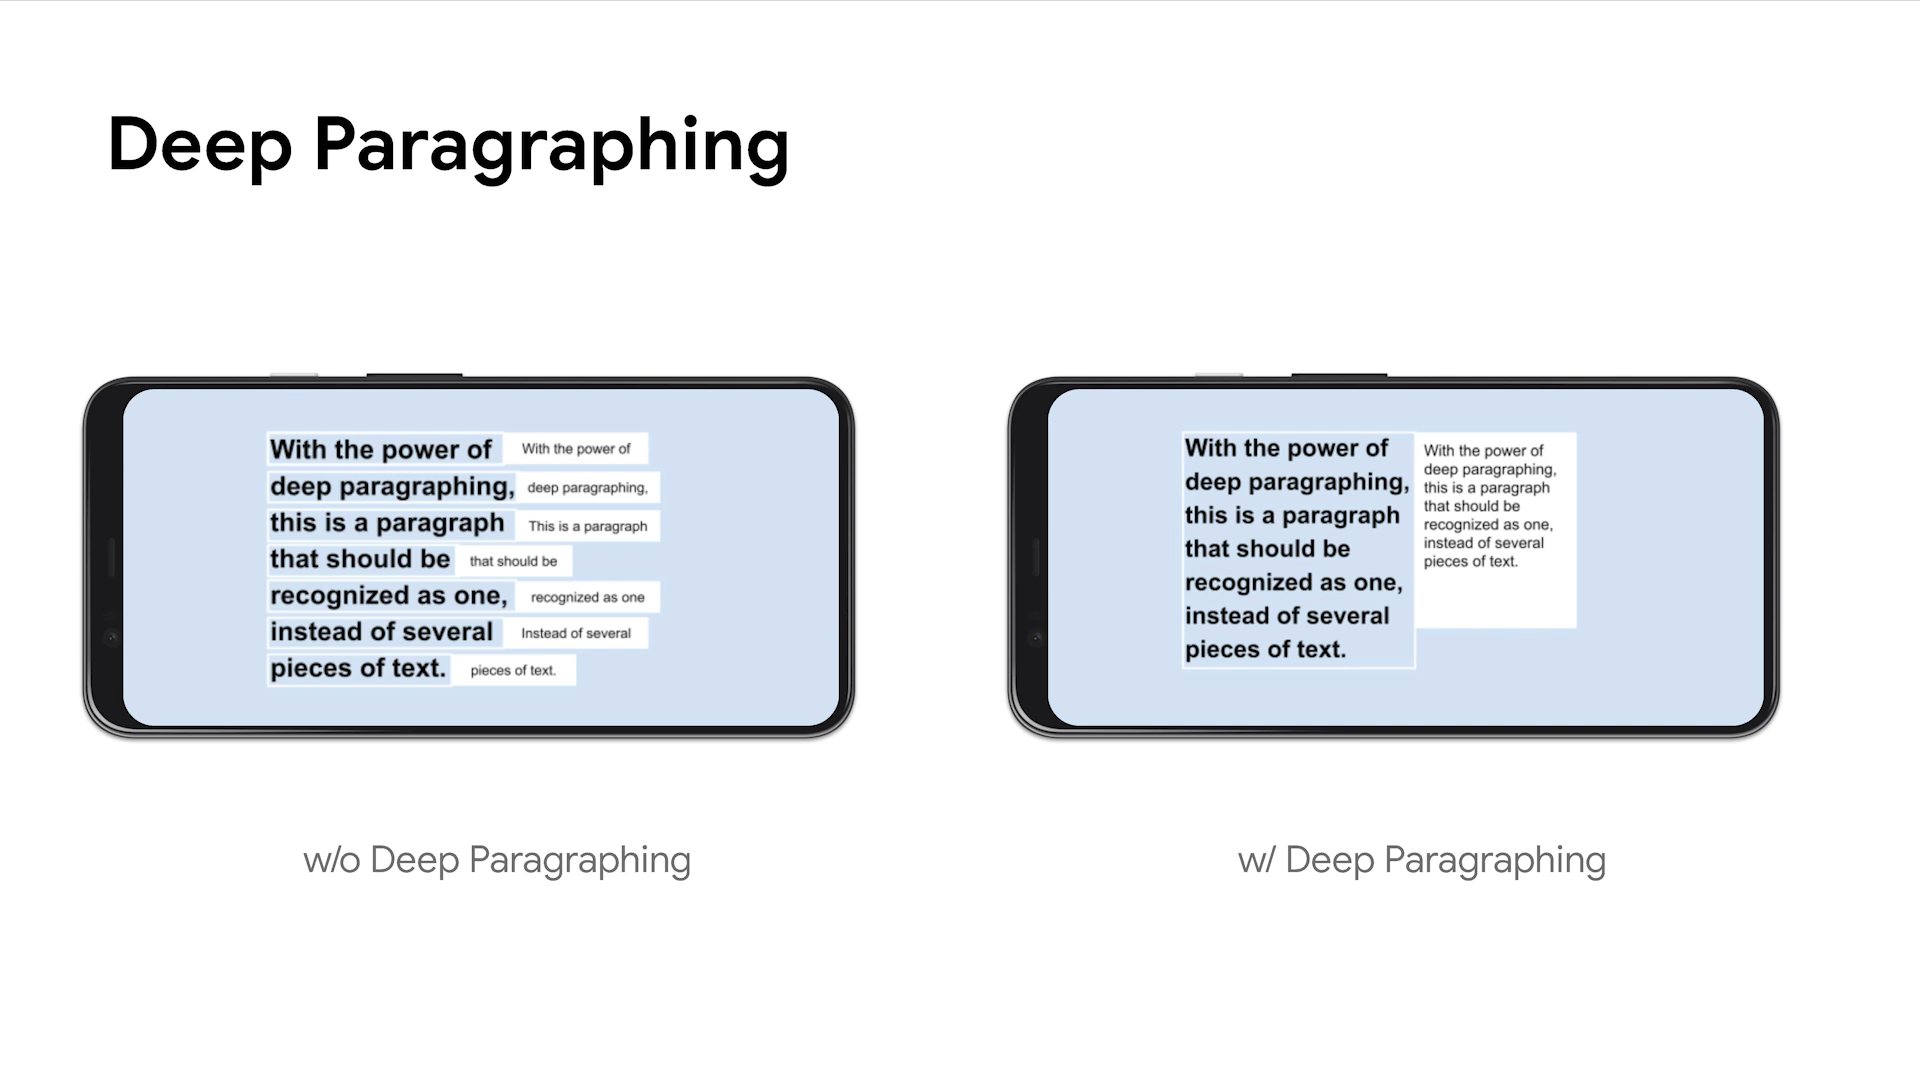 Deep Paragraphing
With the power of
With the power of
deep paragraphing,
deep paragraphing,
this is a paragraph
This is a paragraph
that should be
that should be
recognized as one,
recognized as one
instead of several
Instead of several
pieces of text.
pieces of text.
w/o Deep Paragraphing
With the power of
deep paragraphing,
this is a paragraph
that should be
recognized as one,
instead of several
pieces of text.
With the power of
deep paragraphing,
this is a paragraph
that should be
recognized as one,
instead of several
pieces of text.
w/ Deep Paragraphing